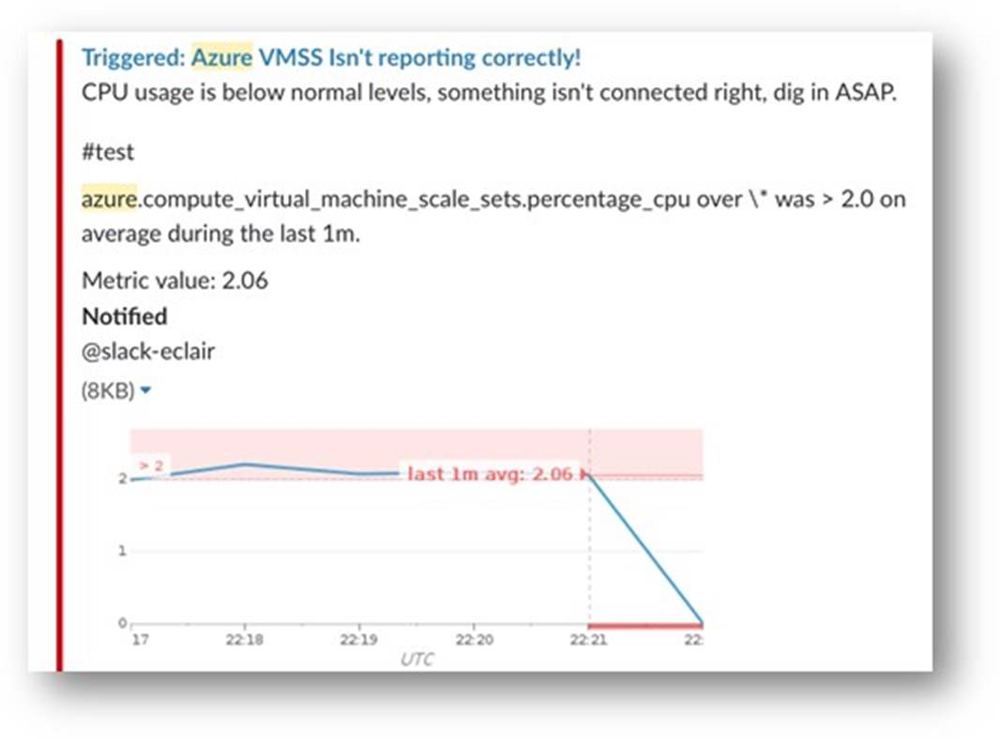 Triggered: Azure VMSS Isn't reporting correctly!
CPU usage is below normal levels, something isn't connected right, dig in ASAP.
#test
azure.compute_virtual_machine_scale_sets.percentage_cpu over \* was > 2.0 on
average during the last 1m.
Metric value: 2.06
Notified
@slack-eclair
(8KB)
> 2
last 1m avg: 2.06
2
1
0
17 22:18 22:19 22:20 22:21 22:
UTC